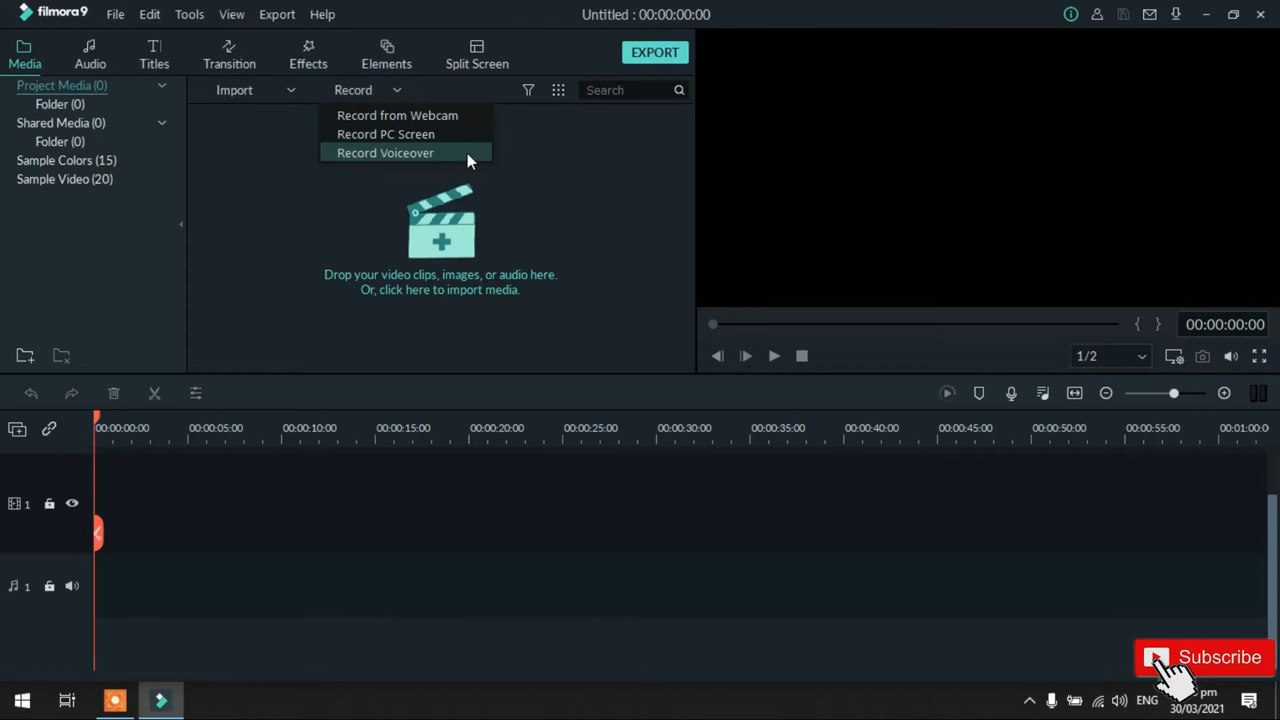 filmora9 File Edit Tools View Export Help Untitled : 00:00:00:00
Media Audio Titles Transition Effects Elements Split Screen EXPORT
Project Media (0)
Folder (0)
Shared Media (0)
Folder (0)
Sample Colors (15)
Sample Video (20)
Import Record Search
Record from Webcam
Record PC Screen
Record Voiceover
Drop your video clips, images, or audio here.
Or, click here to import media.
{ } 00:00:00:00
1/2
00:00:00:00 00:00:05:00 00:00:10:00 00:00:15:00 00:00:20:00 00:00:25:00 00:00:30:00 00:00:35:00 00:00:40:00 00:00:45:00 00:00:50:00 00:00:55:00 00:01:00:0
1
1
Subscribe
ENG pm
30/03/2021